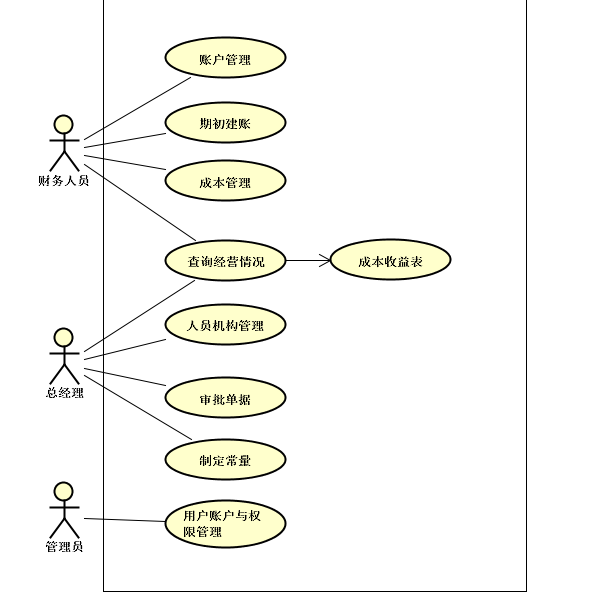 账户管理
期初建账
财务人员
成本管理
查询经营情况
成本收益表
人员机构管理
总经理
审批单据
制定常量
用户账户与权
限管理
管理员